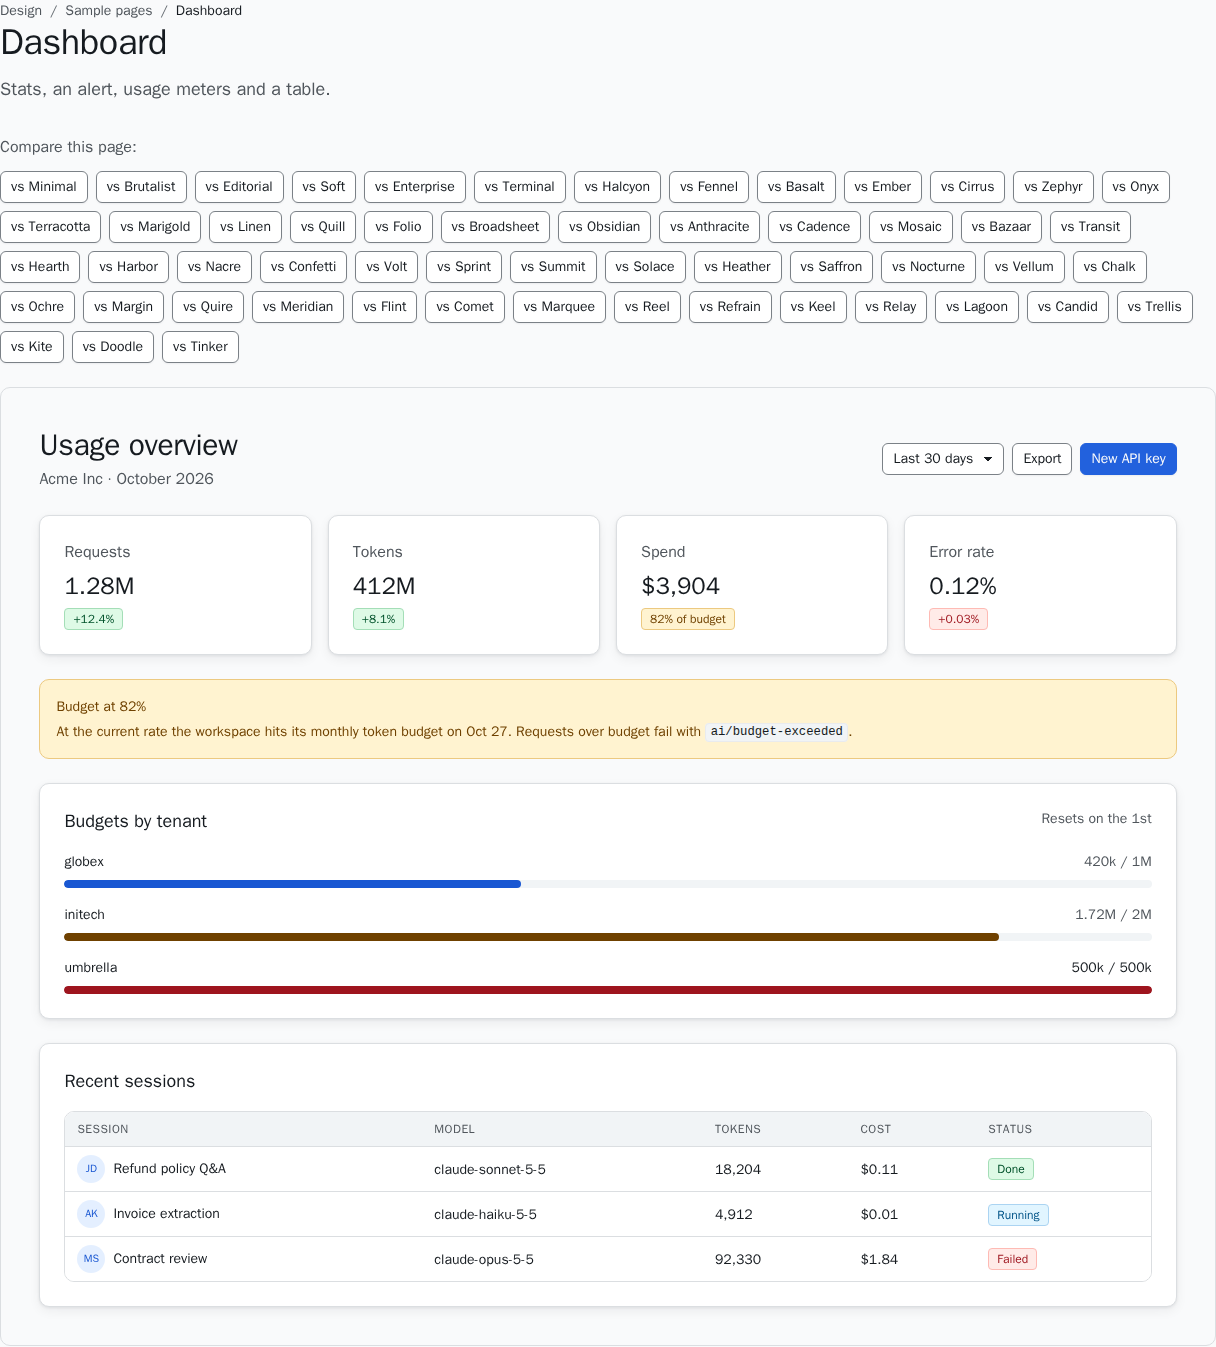 Design / Sample pages / Dashboard
Dashboard
Stats, an alert, usage meters and a table.
Compare this page:
vs Minimal vs Brutalist vs Editorial vs Soft vs Enterprise vs Terminal vs Halcyon vs Fennel vs Basalt vs Ember vs Cirrus vs Zephyr vs Onyx
vs Terracotta vs Marigold vs Linen vs Quill vs Folio vs Broadsheet vs Obsidian vs Anthracite vs Cadence vs Mosaic vs Bazaar vs Transit
vs Hearth vs Harbor vs Nacre vs Confetti vs Volt vs Sprint vs Summit vs Solace vs Heather vs Saffron vs Nocturne vs Vellum vs Chalk
vs Ochre vs Margin vs Quire vs Meridian vs Flint vs Comet vs Marquee vs Reel vs Refrain vs Keel vs Relay vs Lagoon vs Candid vs Trellis
vs Kite vs Doodle vs Tinker
Usage overview
Acme Inc · October 2026
Last 30 days Export New API key
Requests Tokens Spend Error rate
1.28M 412M $3,904 0.12%
+12.4% +8.1% 82% of budget +0.03%
Budget at 82%
At the current rate the workspace hits its monthly token budget on Oct 27. Requests over budget fail with ai/budget-exceeded.
Budgets by tenant Resets on the 1st
globex 420k / 1M
initech 1.72M / 2M
umbrella 500k / 500k
Recent sessions
SESSION MODEL TOKENS COST STATUS
JD Refund policy Q&A claude-sonnet-5-5 18,204 $0.11 Done
AK Invoice extraction claude-haiku-5-5 4,912 $0.01 Running
MS Contract review claude-opus-5-5 92,330 $1.84 Failed